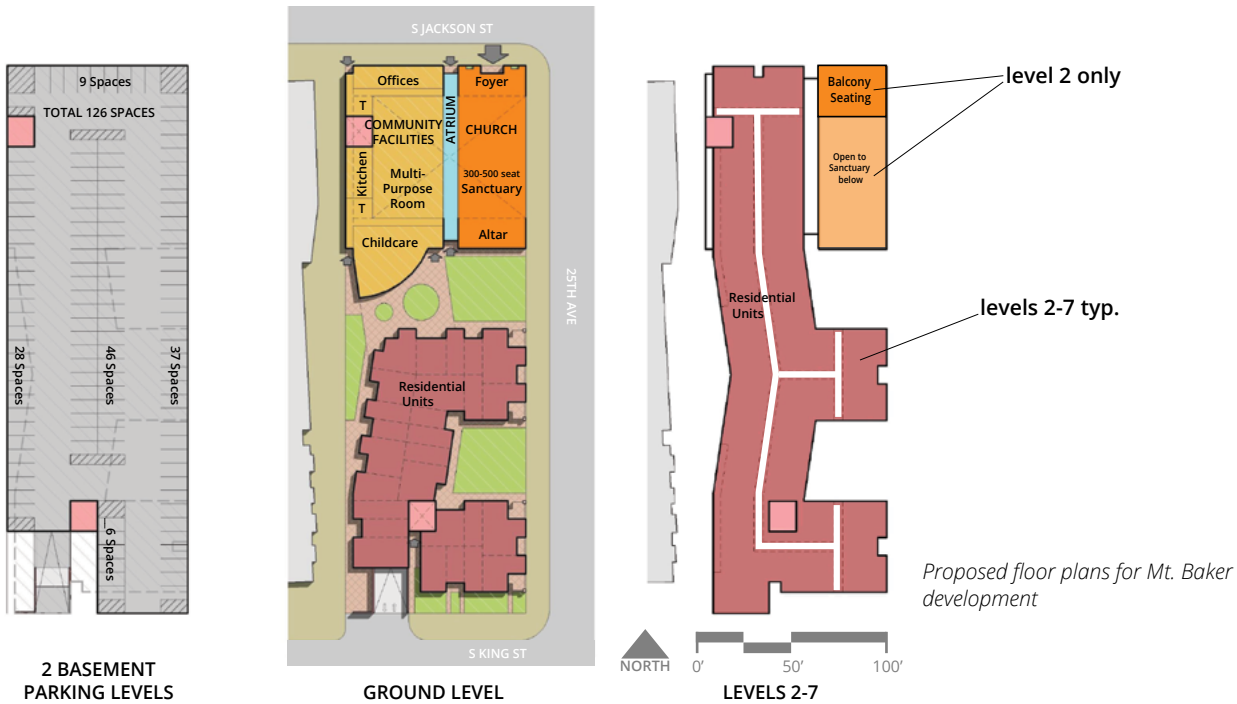 9 Spaces
TOTAL 126 SPACES
28 Spaces
46 Spaces
37 Spaces
6 Spaces
2 BASEMENT
PARKING LEVELS
S JACKSON ST
Offices
T
COMMUNITY
FACILITIES
Kitchen
Multi-
Purpose
Room
T
Childcare
ATRIUM
Foyer
CHURCH
300-500 seat
Sanctuary
Altar
25TH AVE
Residential
Units
S KING ST
GROUND LEVEL
Balcony
Seating
Open to
Sanctuary
below
level 2 only
Residential
Units
levels 2-7 typ.
Proposed floor plans for Mt. Baker
development
NORTH
0'
50'
100'
LEVELS 2-7